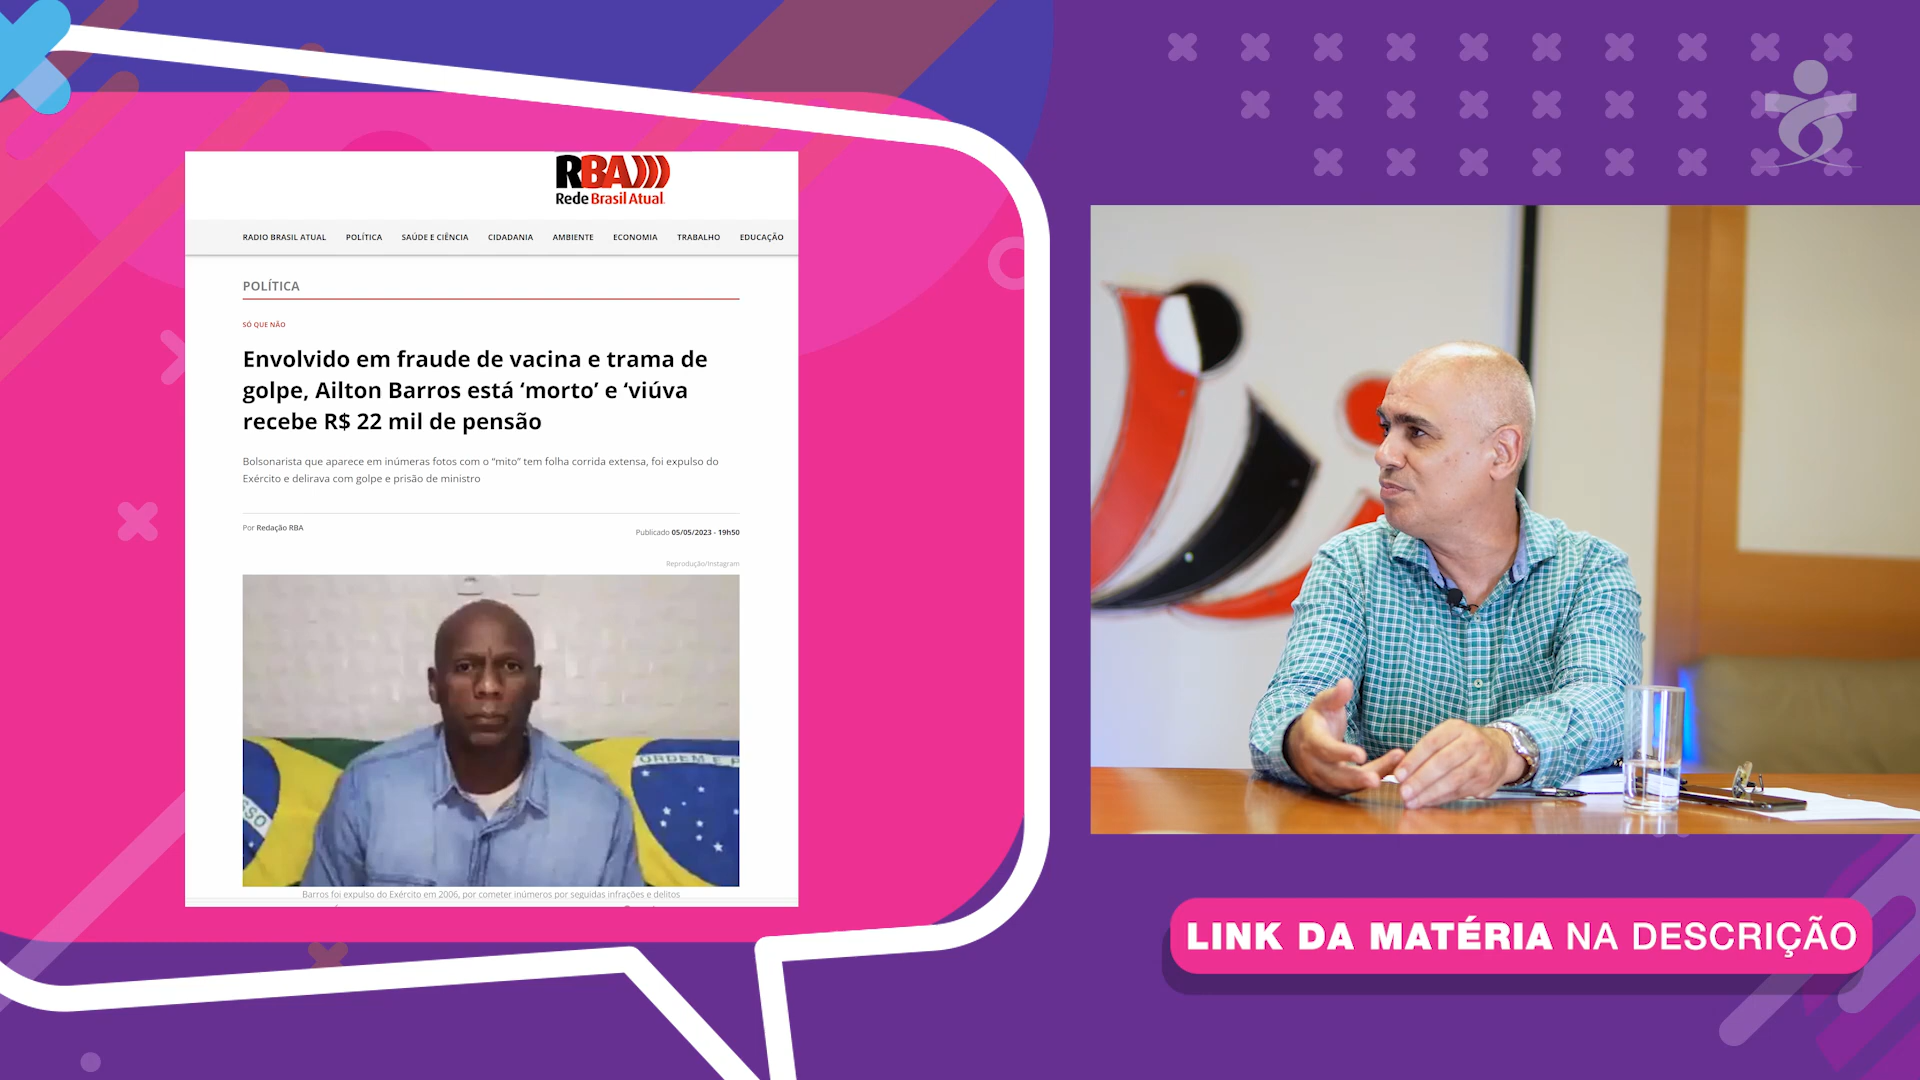 RBA
Rede Brasil Atual
RADIO BRASIL ATUAL POLÍTICA SAÚDE E CIÊNCIA CIDADANIA AMBIENTE ECONOMIA TRABALHO EDUCAÇÃO
POLÍTICA
SÓ QUE NÃO
Envolvido em fraude de vacina e trama de
golpe, Ailton Barros está ‘morto’ e ‘viúva
recebe R$ 22 mil de pensão
Bolsonarista que aparece em inúmeras fotos com o “mito” tem folha corrida extensa, foi expulso do
Exército e delirava com golpe e prisão de ministro
Por Redação RBA
Publicado 05/05/2023 - 19h50
Reprodução/Instagram
SSO
ORDEM E P
Barros foi expulso do Exército em 2006, por cometer inúmeros por seguidas infrações e delitos
LINK DA MATÉRIA NA DESCRIÇÃO